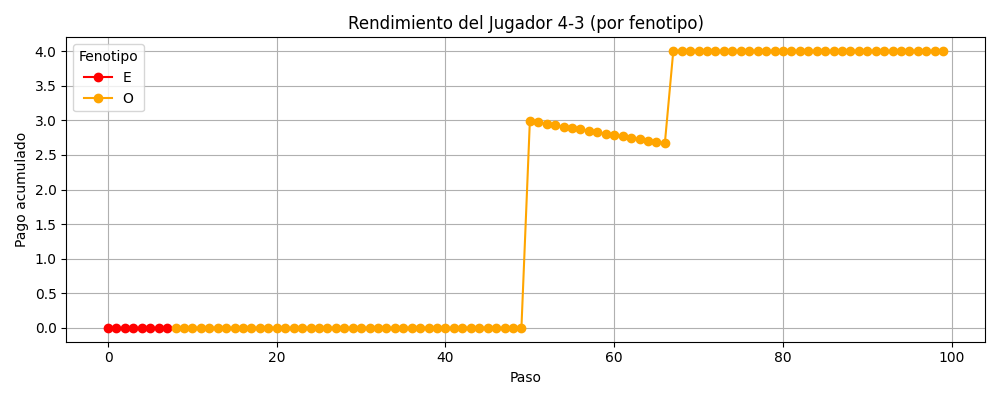 Rendimiento del Jugador 4-3 (por fenotipo)
Pago acumulado
4.0
3.5
3.0
2.5
2.0
1.5
1.0
0.5
0.0
Fenotipo
E
O
0 20 40 60 80 100
Paso